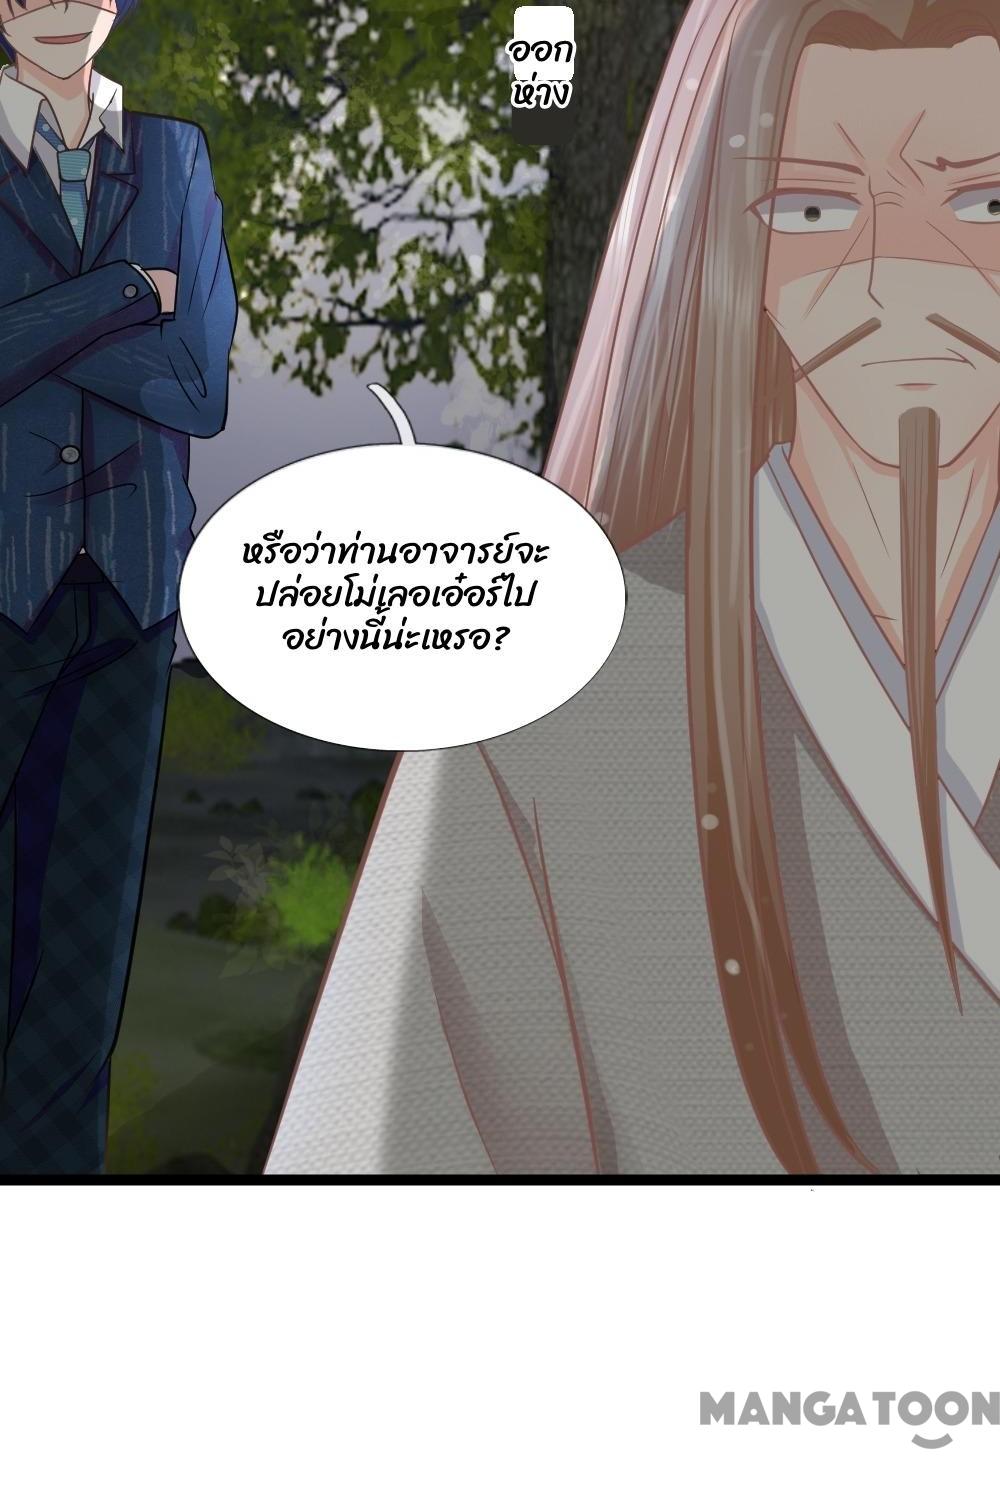 ออก
ห่าง
หรือว่าท่านอาจารย์จะ
ปล่อยโม่เลอเอ๋อร์ไป
อย่างนี้น่ะเหรอ?
MANGATOON